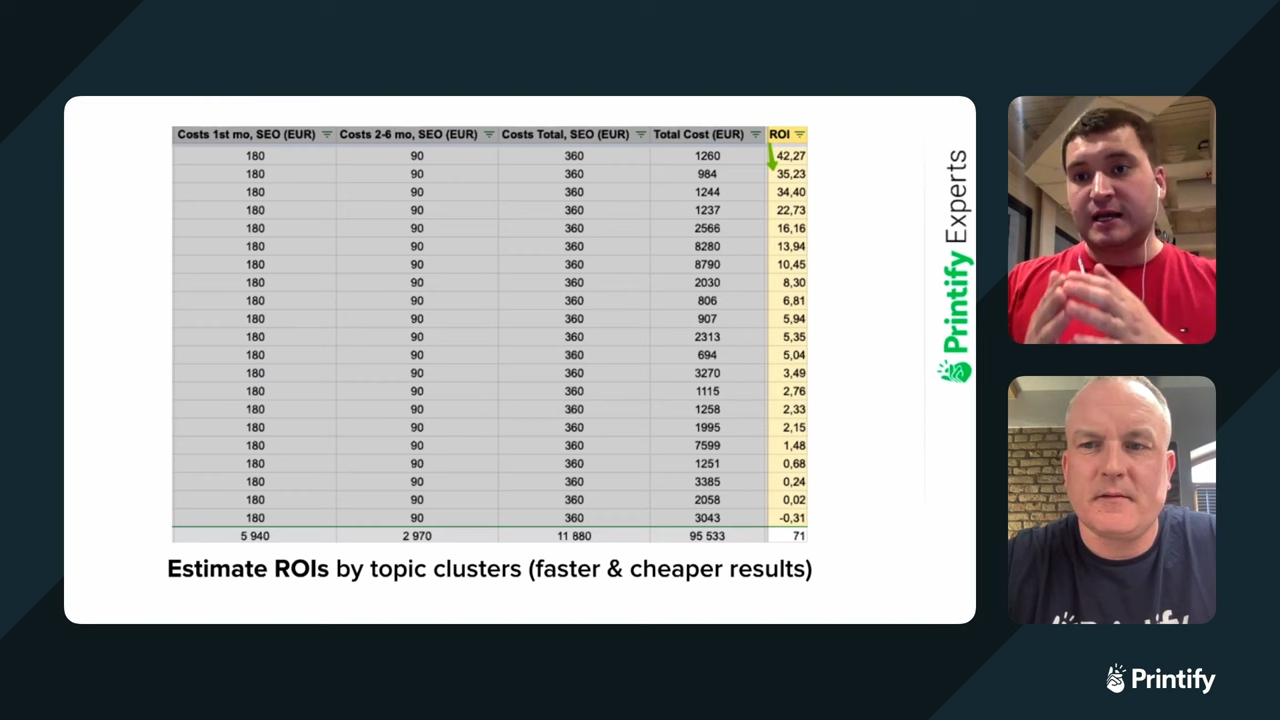 Costs 1st mo, SEO (EUR) Costs 2-6 mo, SEO (EUR) Costs Total, SEO (EUR) Total Cost (EUR) ROI
180 90 360 1260 42,27
180 90 360 984 35,23
180 90 360 1244 34,40
180 90 360 1237 22,73
180 90 360 2566 16,16
180 90 360 8280 13,94
180 90 360 8790 10,45
180 90 360 2030 8,30
180 90 360 806 6,81
180 90 360 907 5,94
180 90 360 2313 5,35
180 90 360 694 5,04
180 90 360 3270 3,49
180 90 360 1115 2,76
180 90 360 1258 2,33
180 90 360 1995 2,15
180 90 360 7599 1,48
180 90 360 1251 0,68
180 90 360 3385 0,24
180 90 360 2058 0,02
180 90 360 3043 -0,31
5 940 2 970 11 880 95 533 71
Estimate ROIs by topic clusters (faster & cheaper results)
Printify Experts
Printify
Printify